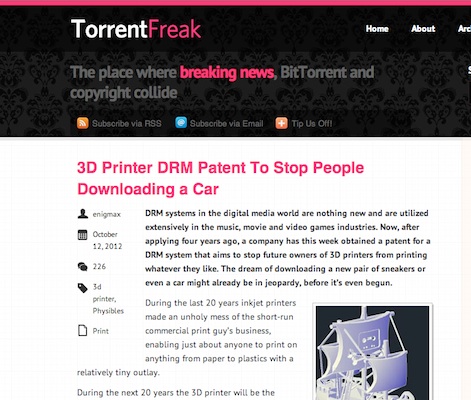 TorrentFreak
Home About
The place where breaking news, BitTorrent and
copyright collide
Subscribe via RSS Subscribe via Email Tip Us Off!
3D Printer DRM Patent To Stop People
Downloading a Car
enigmax
October
12, 2012
226
3d
printer,
Physibles
Print
DRM systems in the digital media world are nothing new and are utilized
extensively in the music, movie and video games industries. Now, after
applying four years ago, a company has this week obtained a patent for a
DRM system that aims to stop future owners of 3D printers from printing
whatever they like. The dream of downloading a new pair of sneakers or
even a car might already be in jeopardy, before it's even begun.
During the last 20 years inkjet printers
made an unholy mess of the short-run
commercial print guy's business,
enabling just about anyone to print on
anything from paper to plastics with a
relatively tiny outlay.
During the next 20 years the 3D printer will be the